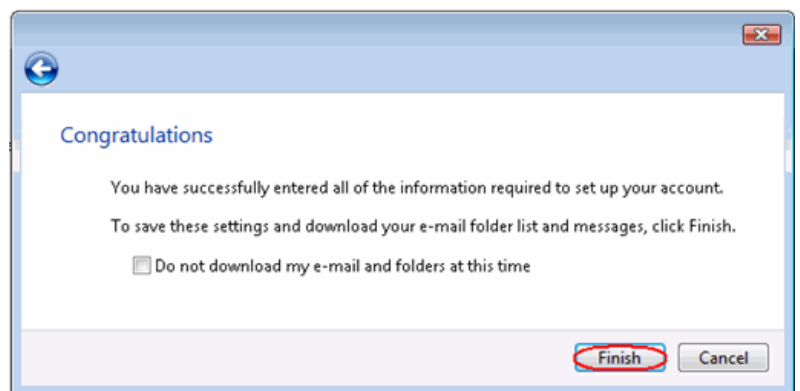 Congratulations
You have successfully entered all of the information required to set up your account.
To save these settings and download your e-mail folder list and messages, click Finish.
Do not download my e-mail and folders at this time
Finish Cancel